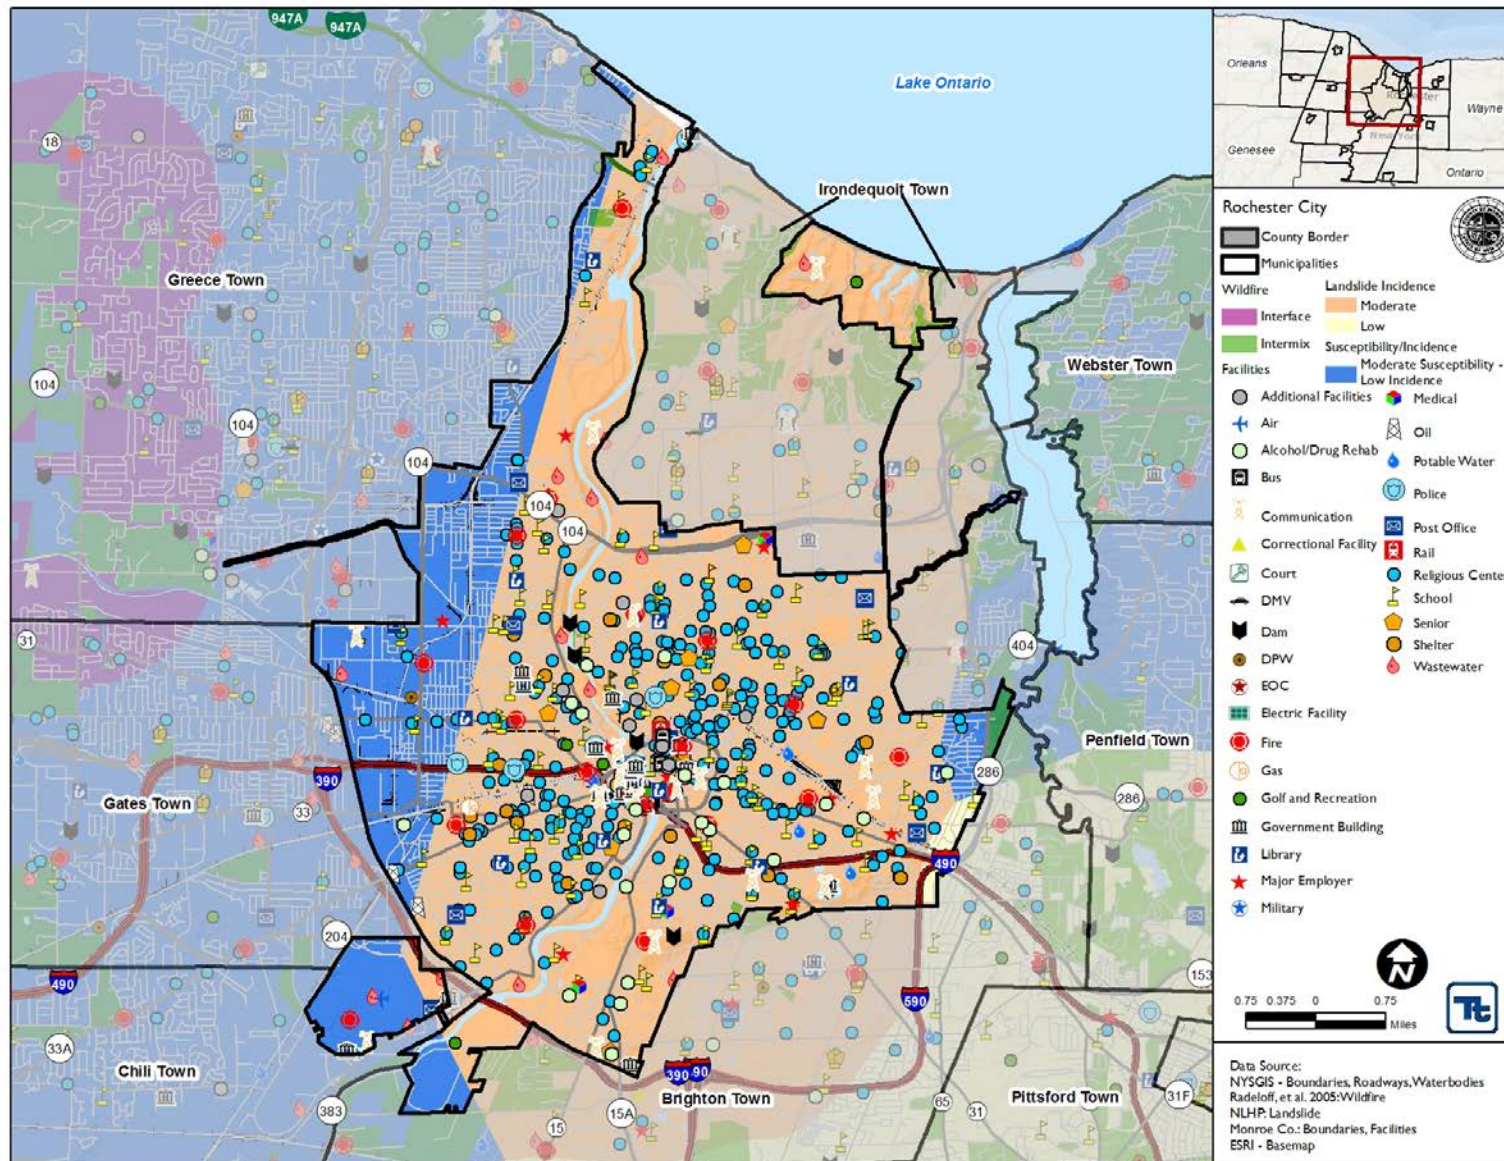 947A
947A
Lake Ontario
18
Irondequoit Town
Greece Town
Webster Town
104
104
104
104
104
31
404
Penfield Town
390
286
286
Gates Town
33
490
204
490
590
153
33A
Chili Town
390
90
Brighton Town
Pittsford Town
383
15
15A
65
31
31F
Orleans
Rochester
Wayne
New York
Genesee
Ontario
Rochester City
County Border
Municipalities
Wildfire
Interface
Intermix
Landslide Incidence
Moderate
Low
Susceptibility/Incidence
Moderate Susceptibility -
Low Incidence
Facilities
Additional Facilities
Air
Alcohol/Drug Rehab
Bus
Communication
Correctional Facility
Court
DMV
Dam
DPW
EOC
Electric Facility
Fire
Gas
Golf and Recreation
Government Building
Library
Major Employer
Military
Medical
Oil
Potable Water
Police
Post Office
Rail
Religious Center
School
Senior
Shelter
Wastewater
N
0.75 0.375 0 0.75
Miles
Tt
Data Source:
NYSGIS - Boundaries, Roadways, Waterbodies
Radeloff, et al. 2005: Wildfire
NLHP: Landslide
Monroe Co.: Boundaries, Facilities
ESRI - Basemap